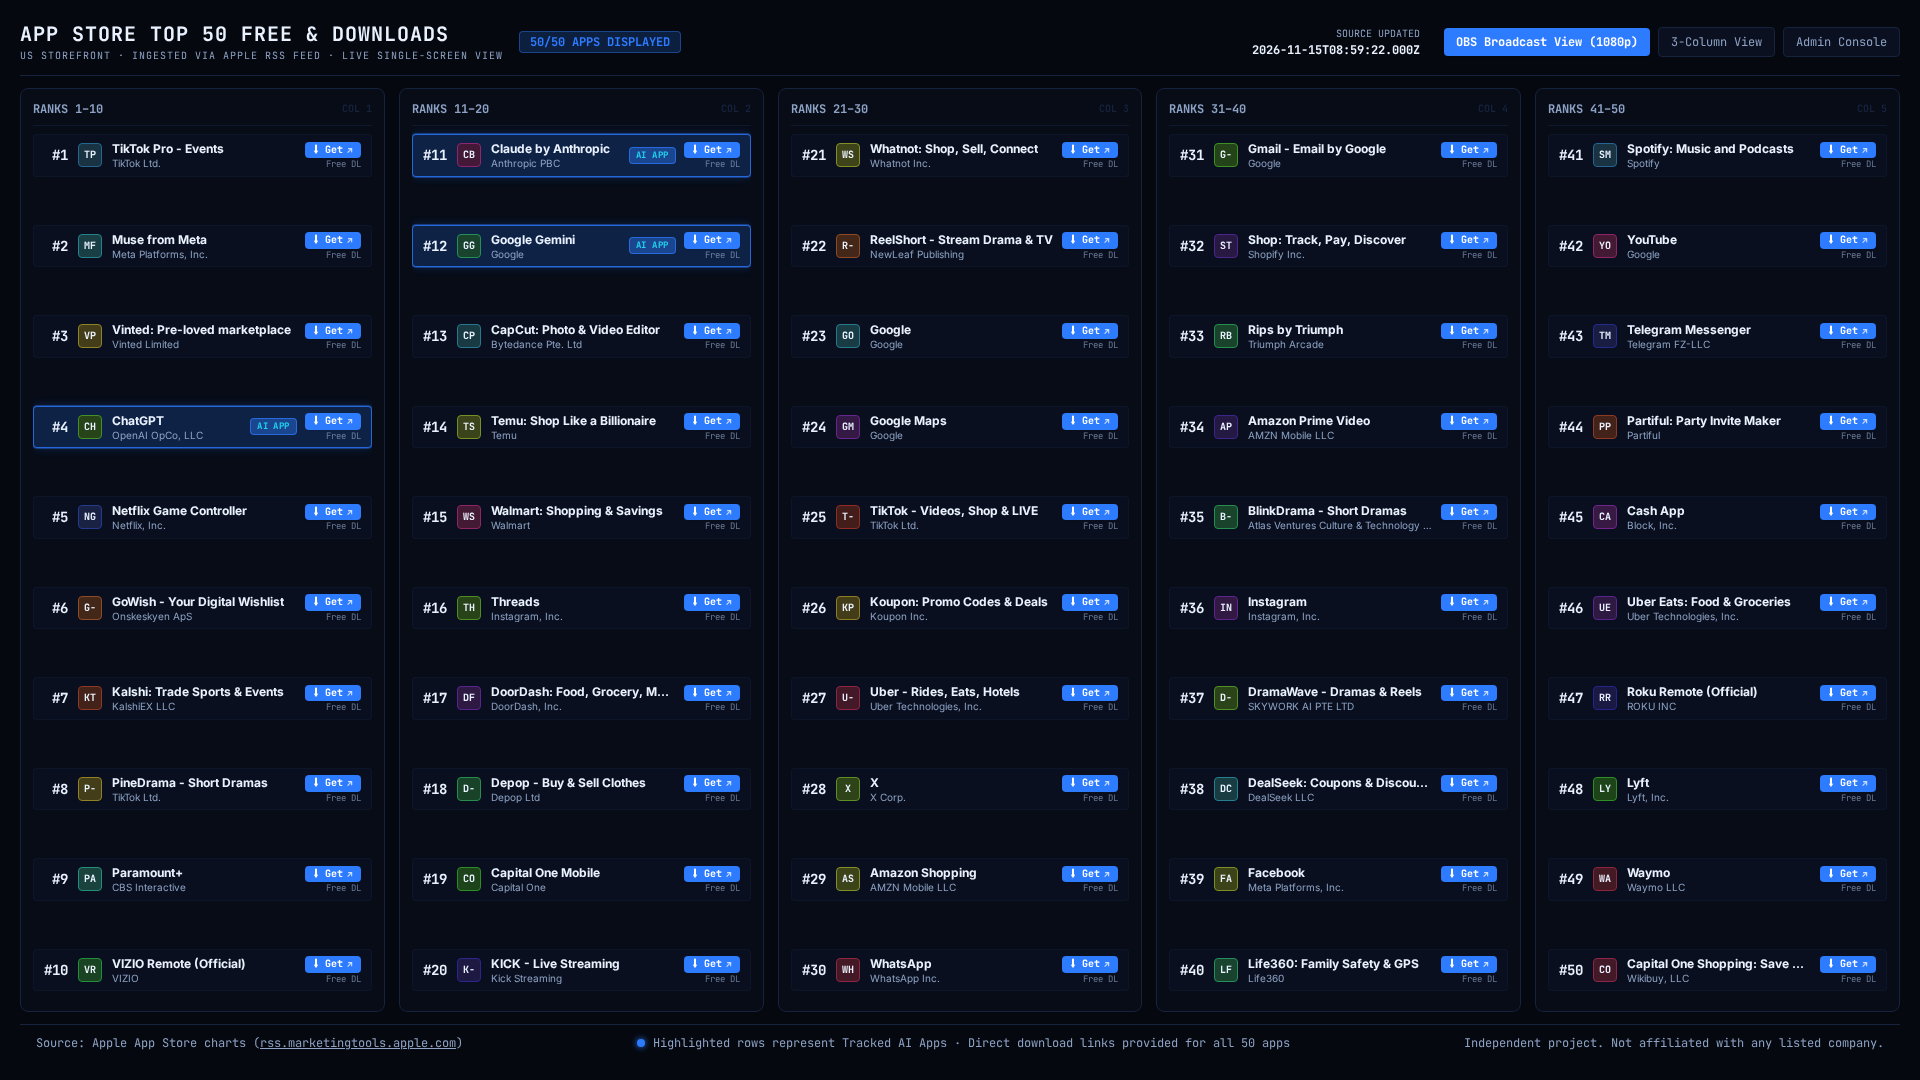 APP STORE TOP 50 FREE & DOWNLOADS
US STOREFRONT · INGESTED VIA APPLE RSS FEED · LIVE SINGLE-SCREEN VIEW
50/50 APPS DISPLAYED
SOURCE UPDATED
2026-11-15T08:59:22.000Z
OBS Broadcast View (1080p)
3-Column View
Admin Console
RANKS 1–10 COL 1
#1 TP TikTok Pro - Events ⬇ Get ↗
TikTok Ltd. Free DL
#2 MF Muse from Meta ⬇ Get ↗
Meta Platforms, Inc. Free DL
#3 VP Vinted: Pre-loved marketplace ⬇ Get ↗
Vinted Limited Free DL
#4 CH ChatGPT AI APP ⬇ Get ↗
OpenAI OpCo, LLC Free DL
#5 NG Netflix Game Controller ⬇ Get ↗
Netflix, Inc. Free DL
#6 G- GoWish - Your Digital Wishlist ⬇ Get ↗
Onskeskyen ApS Free DL
#7 KT Kalshi: Trade Sports & Events ⬇ Get ↗
KalshiEX LLC Free DL
#8 P- PineDrama - Short Dramas ⬇ Get ↗
TikTok Ltd. Free DL
#9 PA Paramount+ ⬇ Get ↗
CBS Interactive Free DL
#10 VR VIZIO Remote (Official) ⬇ Get ↗
VIZIO Free DL
RANKS 11–20 COL 2
#11 CB Claude by Anthropic AI APP ⬇ Get ↗
Anthropic PBC Free DL
#12 GG Google Gemini AI APP ⬇ Get ↗
Google Free DL
#13 CP CapCut: Photo & Video Editor ⬇ Get ↗
Bytedance Pte. Ltd Free DL
#14 TS Temu: Shop Like a Billionaire ⬇ Get ↗
Temu Free DL
#15 WS Walmart: Shopping & Savings ⬇ Get ↗
Walmart Free DL
#16 TH Threads ⬇ Get ↗
Instagram, Inc. Free DL
#17 DF DoorDash: Food, Grocery, M... ⬇ Get ↗
DoorDash, Inc. Free DL
#18 D- Depop - Buy & Sell Clothes ⬇ Get ↗
Depop Ltd Free DL
#19 CO Capital One Mobile ⬇ Get ↗
Capital One Free DL
#20 K- KICK - Live Streaming ⬇ Get ↗
Kick Streaming Free DL
RANKS 21–30 COL 3
#21 WS Whatnot: Shop, Sell, Connect ⬇ Get ↗
Whatnot Inc. Free DL
#22 R- ReelShort - Stream Drama & TV ⬇ Get ↗
NewLeaf Publishing Free DL
#23 GO Google ⬇ Get ↗
Google Free DL
#24 GM Google Maps ⬇ Get ↗
Google Free DL
#25 T- TikTok - Videos, Shop & LIVE ⬇ Get ↗
TikTok Ltd. Free DL
#26 KP Koupon: Promo Codes & Deals ⬇ Get ↗
Koupon Inc. Free DL
#27 U- Uber - Rides, Eats, Hotels ⬇ Get ↗
Uber Technologies, Inc. Free DL
#28 X X ⬇ Get ↗
X Corp. Free DL
#29 AS Amazon Shopping ⬇ Get ↗
AMZN Mobile LLC Free DL
#30 WH WhatsApp ⬇ Get ↗
WhatsApp Inc. Free DL
RANKS 31–40 COL 4
#31 G- Gmail - Email by Google ⬇ Get ↗
Google Free DL
#32 ST Shop: Track, Pay, Discover ⬇ Get ↗
Shopify Inc. Free DL
#33 RB Rips by Triumph ⬇ Get ↗
Triumph Arcade Free DL
#34 AP Amazon Prime Video ⬇ Get ↗
AMZN Mobile LLC Free DL
#35 B- BlinkDrama - Short Dramas ⬇ Get ↗
Atlas Ventures Culture & Technology ... Free DL
#36 IN Instagram ⬇ Get ↗
Instagram, Inc. Free DL
#37 D- DramaWave - Dramas & Reels ⬇ Get ↗
SKYWORK AI PTE LTD Free DL
#38 DC DealSeek: Coupons & Discou... ⬇ Get ↗
DealSeek LLC Free DL
#39 FA Facebook ⬇ Get ↗
Meta Platforms, Inc. Free DL
#40 LF Life360: Family Safety & GPS ⬇ Get ↗
Life360 Free DL
RANKS 41–50 COL 5
#41 SM Spotify: Music and Podcasts ⬇ Get ↗
Spotify Free DL
#42 YO YouTube ⬇ Get ↗
Google Free DL
#43 TM Telegram Messenger ⬇ Get ↗
Telegram FZ-LLC Free DL
#44 PP Partiful: Party Invite Maker ⬇ Get ↗
Partiful Free DL
#45 CA Cash App ⬇ Get ↗
Block, Inc. Free DL
#46 UE Uber Eats: Food & Groceries ⬇ Get ↗
Uber Technologies, Inc. Free DL
#47 RR Roku Remote (Official) ⬇ Get ↗
ROKU INC Free DL
#48 LY Lyft ⬇ Get ↗
Lyft, Inc. Free DL
#49 WA Waymo ⬇ Get ↗
Waymo LLC Free DL
#50 CO Capital One Shopping: Save ... ⬇ Get ↗
Wikibuy, LLC Free DL
Source: Apple App Store charts (rss.marketingtools.apple.com)
Highlighted rows represent Tracked AI Apps · Direct download links provided for all 50 apps
Independent project. Not affiliated with any listed company.